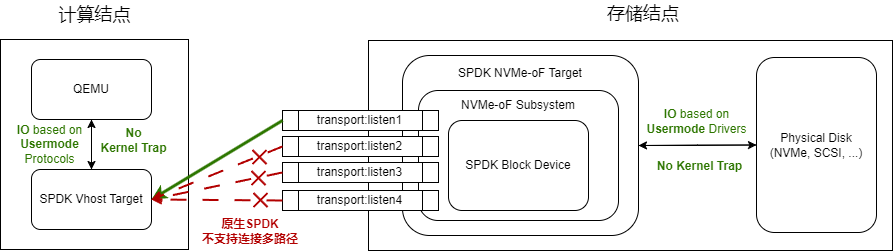 计算结点
存储结点
QEMU
IO based on
Usermode
Protocols
No
Kernel Trap
SPDK Vhost Target
transport:listen1
transport:listen2
transport:listen3
transport:listen4
原生SPDK
不支持连接多路径
SPDK NVMe-oF Target
NVMe-oF Subsystem
SPDK Block Device
IO based on
Usermode Drivers
No Kernel Trap
Physical Disk
(NVMe, SCSI, ...)